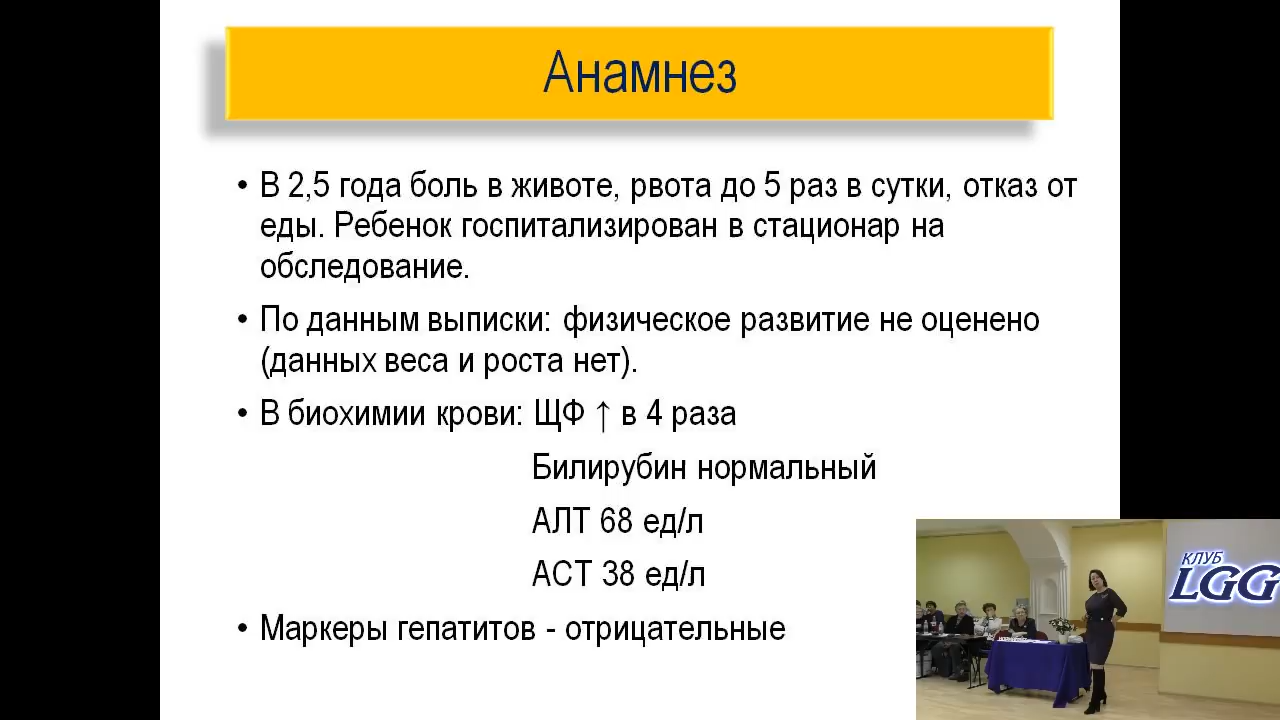 Анамнез
• В 2,5 года боль в животе, рвота до 5 раз в сутки, отказ от
еды. Ребенок госпитализирован в стационар на
обследование.
• По данным выписки: физическое развитие не оценено
(данных веса и роста нет).
• В биохимии крови: ЩФ ↑ в 4 раза
Билирубин нормальный
АЛТ 68 ед/л
АСТ 38 ед/л
• Маркеры гепатитов - отрицательные
КЛУБ
LGG